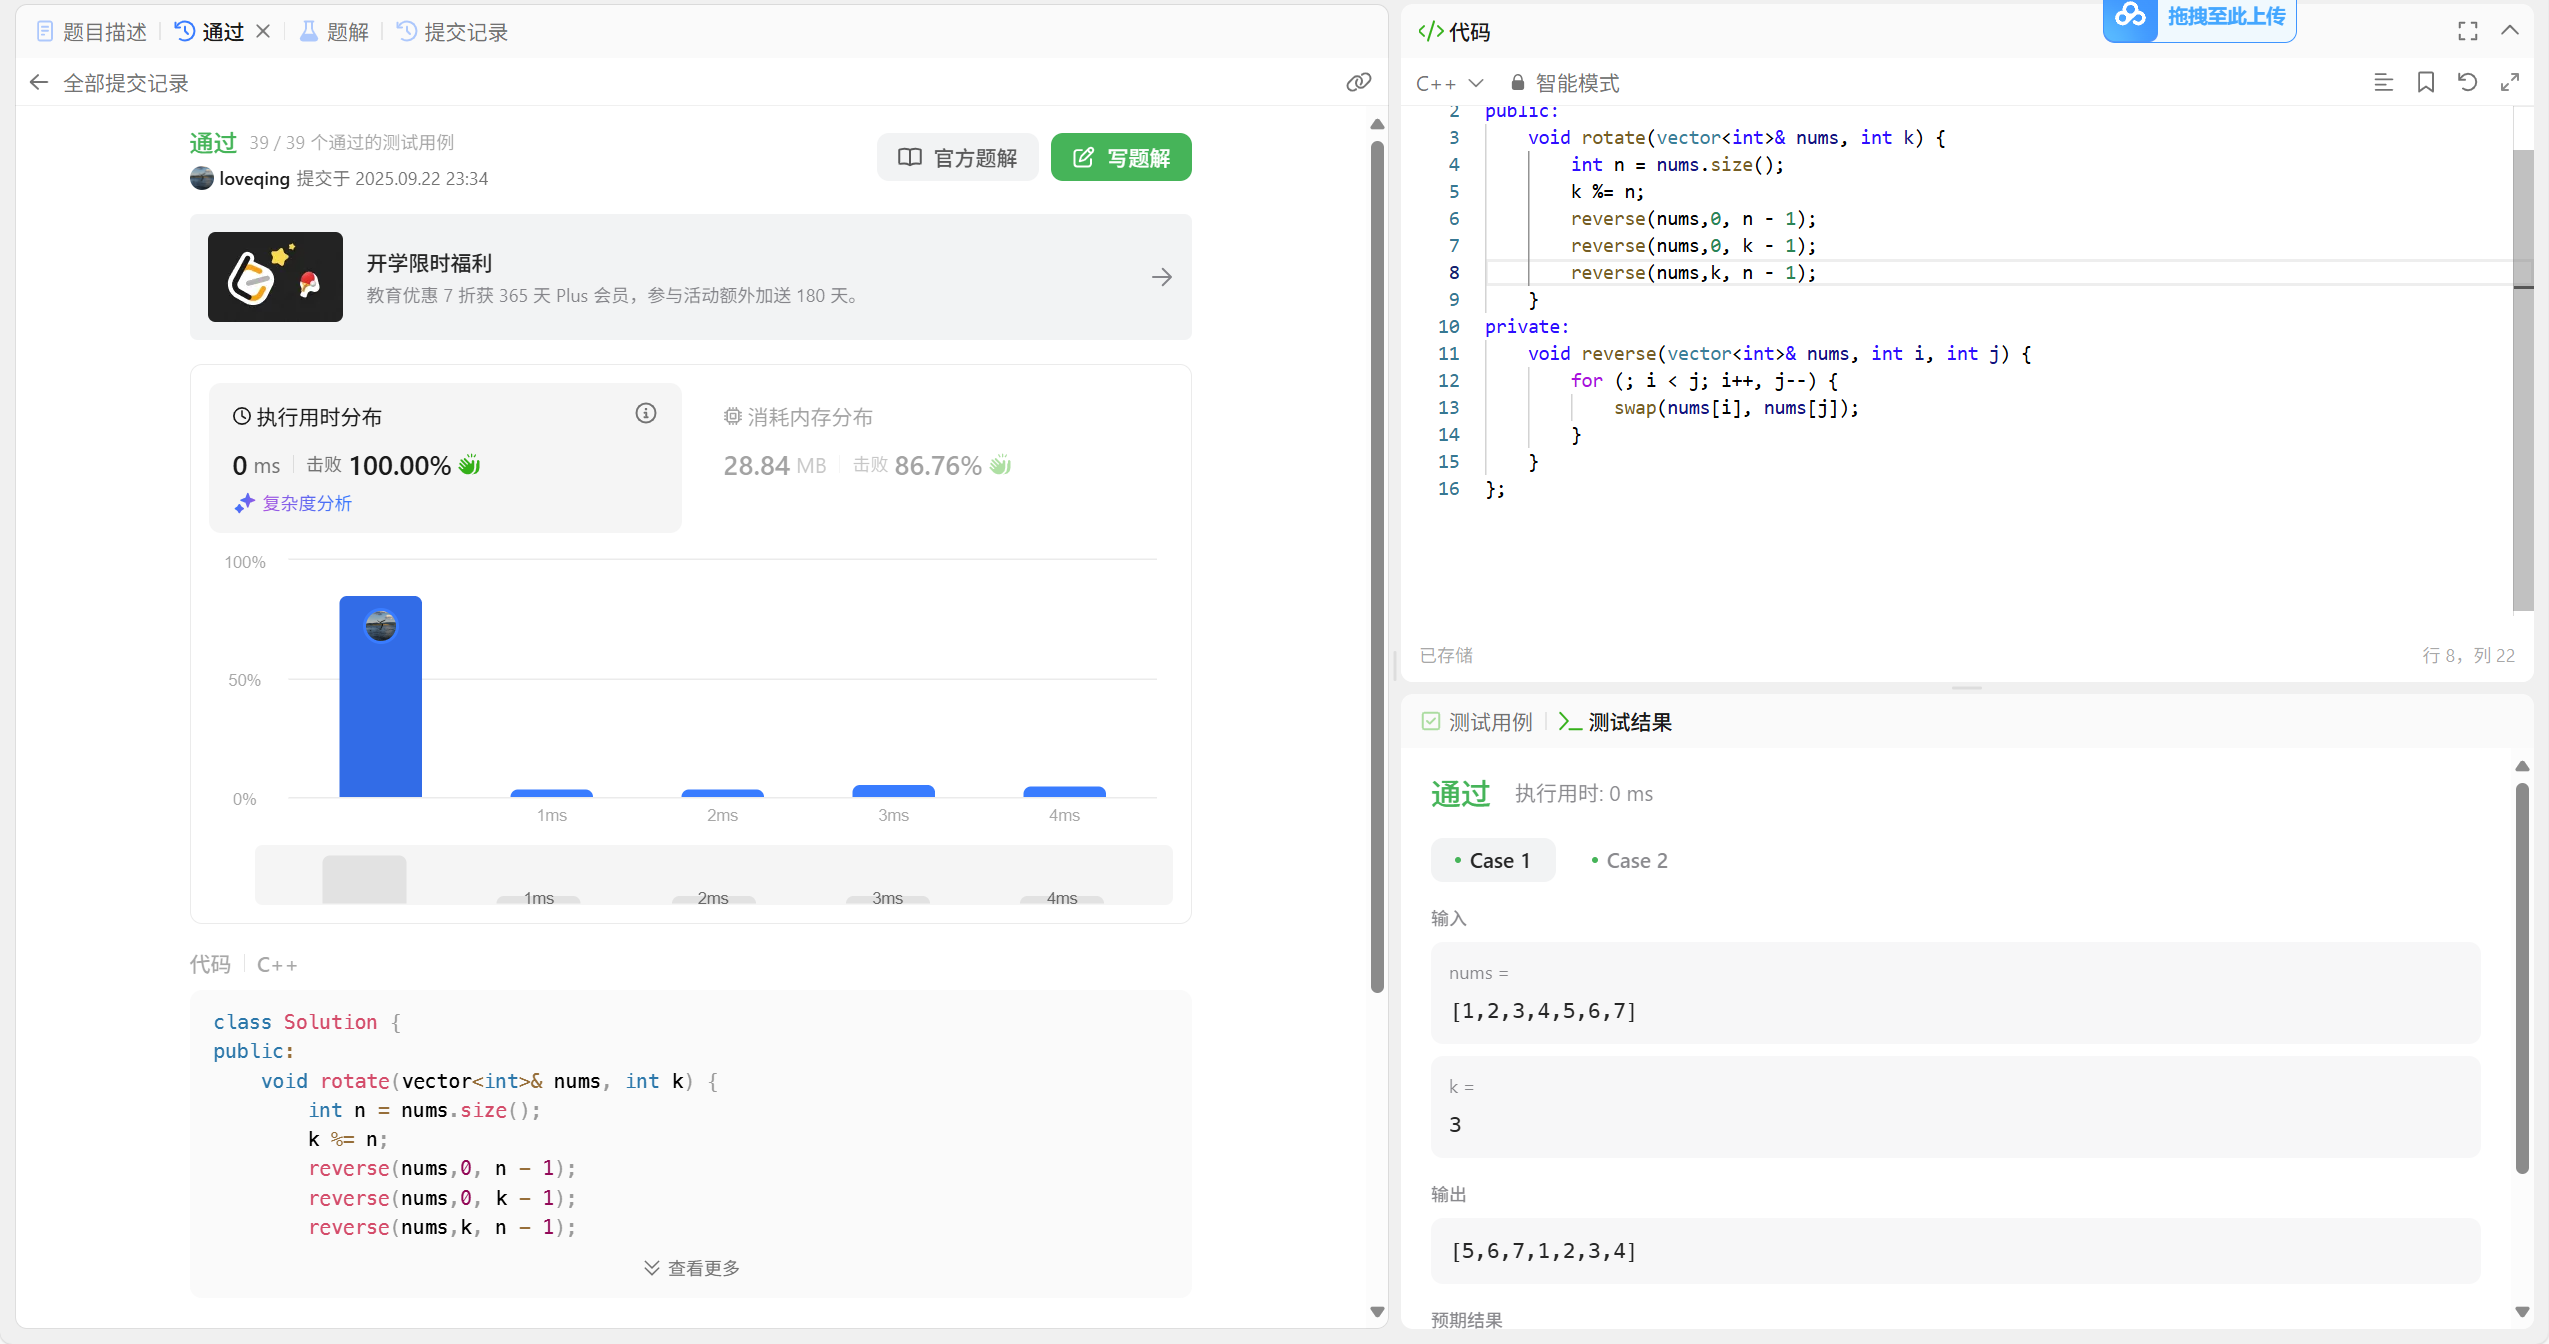 题目描述
通过
题解
提交记录
全部提交记录
通过 39 / 39 个通过的测试用例
loveqing 提交于 2025.09.22 23:34
官方题解
写题解
开学限时福利
教育优惠 7 折获 365 天 Plus 会员，参与活动额外加送 180 天。
执行用时分布
0 ms 击败 100.00%
复杂度分析
消耗内存分布
28.84 MB 击败 86.76%
100%
50%
0%
1ms 2ms 3ms 4ms
1ms 2ms 3ms 4ms
代码 C++
class Solution {
public:
    void rotate(vector<int>& nums, int k) {
        int n = nums.size();
        k %= n;
        reverse(nums,0, n - 1);
        reverse(nums,0, k - 1);
        reverse(nums,k, n - 1);
查看更多
</>代码
拖拽至此上传
C++ 智能模式
2 public:
3     void rotate(vector<int>& nums, int k) {
4         int n = nums.size();
5         k %= n;
6         reverse(nums,0, n - 1);
7         reverse(nums,0, k - 1);
8         reverse(nums,k, n - 1);
9     }
10 private:
11     void reverse(vector<int>& nums, int i, int j) {
12         for (; i < j; i++, j--) {
13             swap(nums[i], nums[j]);
14         }
15     }
16 };
已存储
行 8，列 22
测试用例
测试结果
通过 执行用时: 0 ms
Case 1
Case 2
输入
nums =
[1,2,3,4,5,6,7]
k =
3
输出
[5,6,7,1,2,3,4]
预期结果